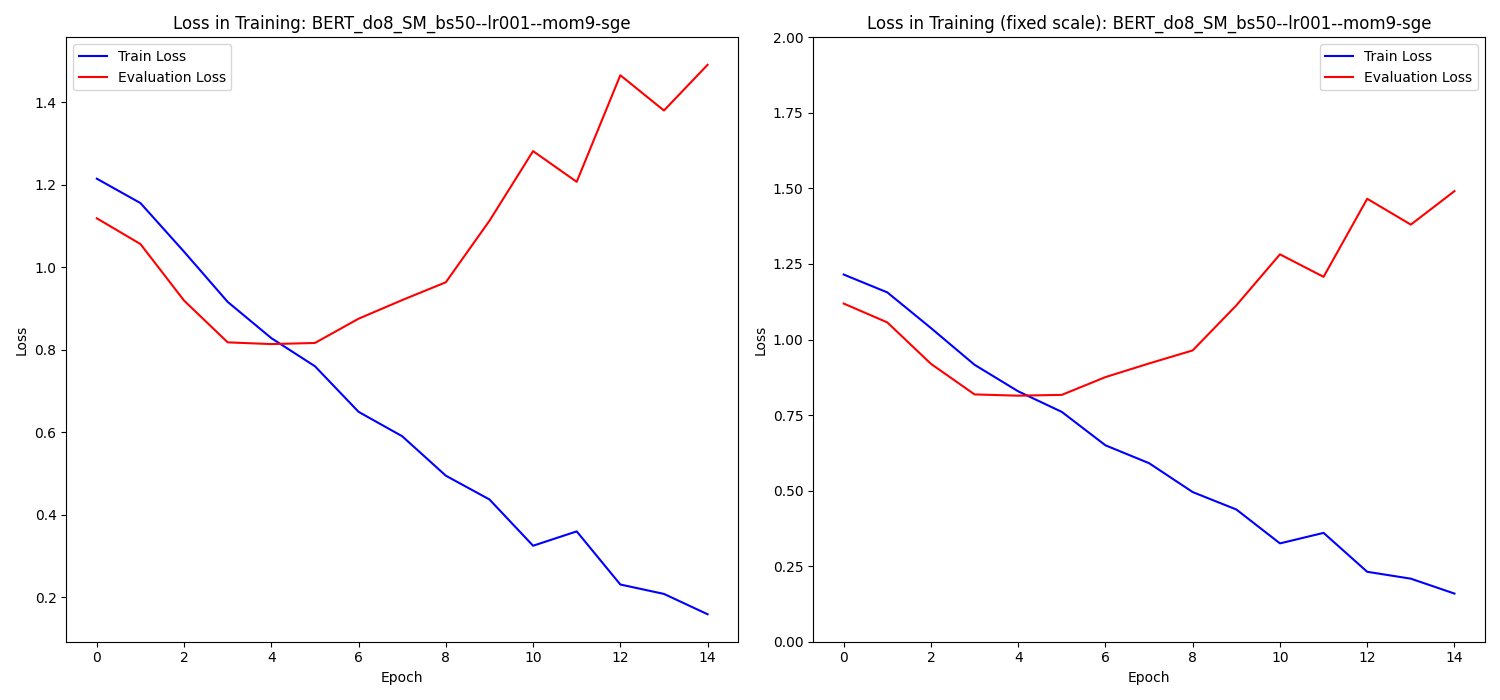 Loss in Training: BERT_do8_SM_bs50--lr001--mom9-sge
Train Loss
Evaluation Loss
1.4
1.2
1.0
0.8
0.6
0.4
0.2
Loss
0 2 4 6 8 10 12 14
Epoch
Loss in Training (fixed scale): BERT_do8_SM_bs50--lr001--mom9-sge
Train Loss
Evaluation Loss
2.00
1.75
1.50
1.25
1.00
0.75
0.50
0.25
0.00
Loss
0 2 4 6 8 10 12 14
Epoch